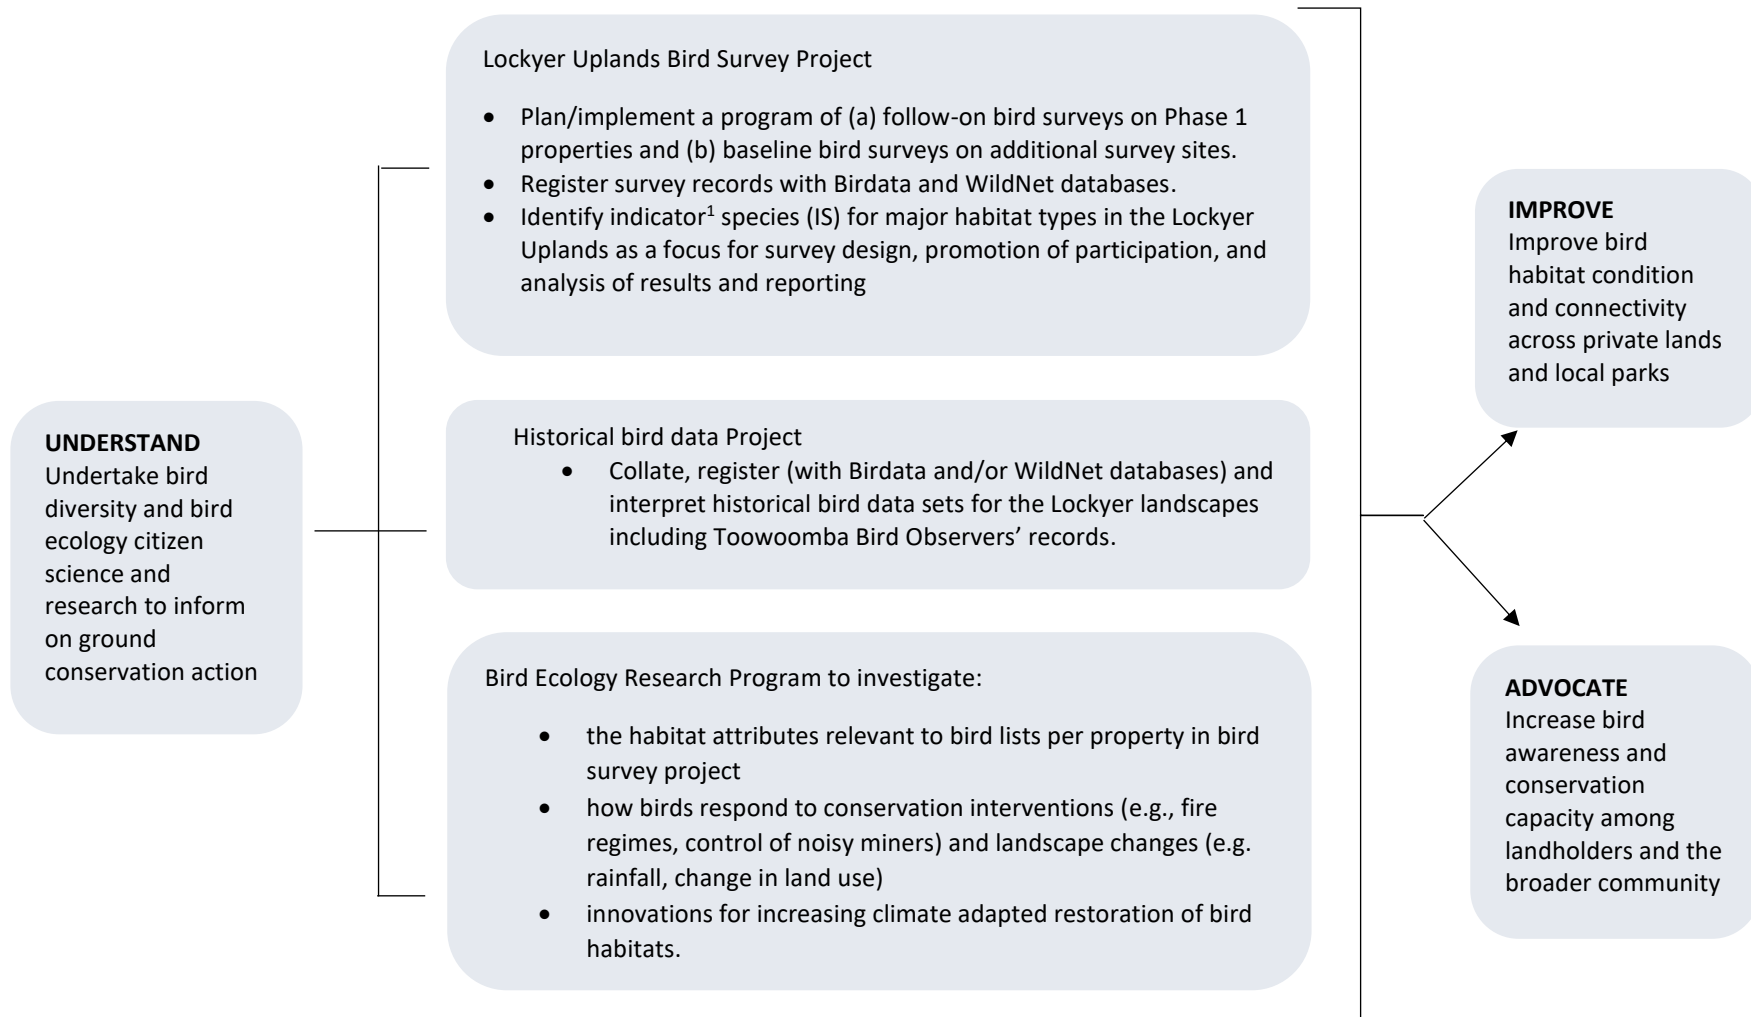 UNDERSTAND
Undertake bird
diversity and bird
ecology citizen
science and
research to inform
on ground
conservation action
Lockyer Uplands Bird Survey Project
• Plan/implement a program of (a) follow-on bird surveys on Phase 1
properties and (b) baseline bird surveys on additional survey sites.
• Register survey records with Birdata and WildNet databases.
• Identify indicator¹ species (IS) for major habitat types in the Lockyer
Uplands as a focus for survey design, promotion of participation, and
analysis of results and reporting
Historical bird data Project
• Collate, register (with Birdata and/or WildNet databases) and
interpret historical bird data sets for the Lockyer landscapes
including Toowoomba Bird Observers’ records.
Bird Ecology Research Program to investigate:
• the habitat attributes relevant to bird lists per property in bird
survey project
• how birds respond to conservation interventions (e.g., fire
regimes, control of noisy miners) and landscape changes (e.g.
rainfall, change in land use)
• innovations for increasing climate adapted restoration of bird
habitats.
IMPROVE
Improve bird
habitat condition
and connectivity
across private lands
and local parks
ADVOCATE
Increase bird
awareness and
conservation
capacity among
landholders and the
broader community